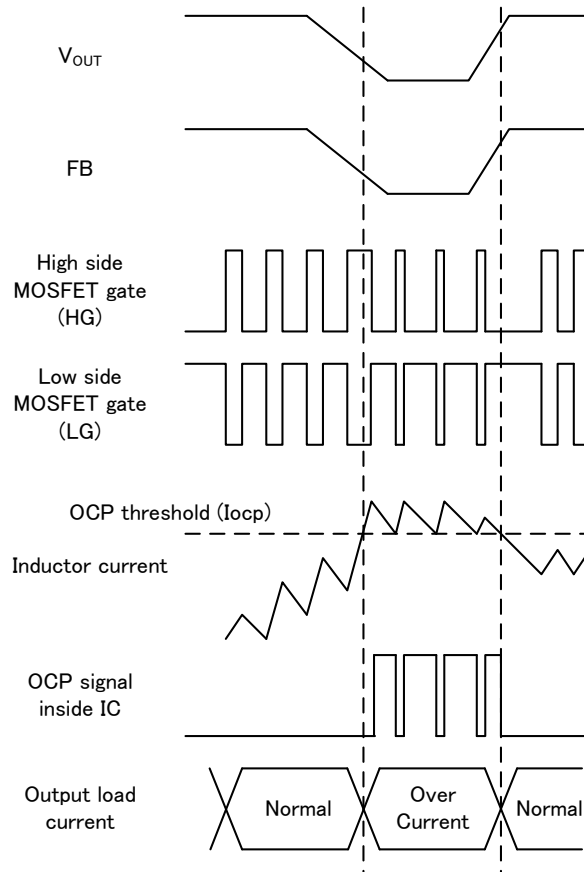 VOUT
FB
High side
MOSFET gate
(HG)
Low side
MOSFET gate
(LG)
OCP threshold (Iocp)
Inductor current
OCP signal
inside IC
Output load
current
Normal
Over
Current
Normal